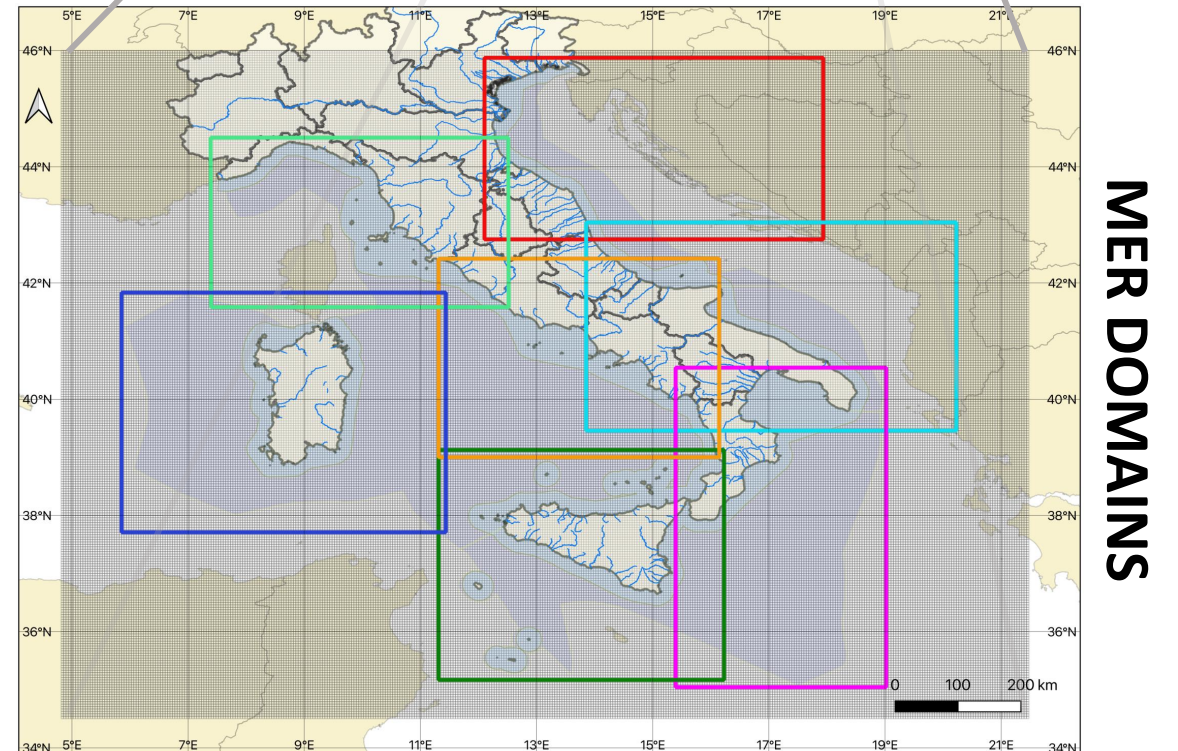 5°E 7°E 9°E 11°E 13°E 15°E 17°E 19°E 21°E
46°N 46°N
44°N 44°N
42°N 42°N
40°N 40°N
38°N 38°N
36°N 36°N
0 100 200 km
34°N 5°E 7°E 9°E 11°E 13°E 15°E 17°E 19°E 21°E 34°N
MER DOMAINS